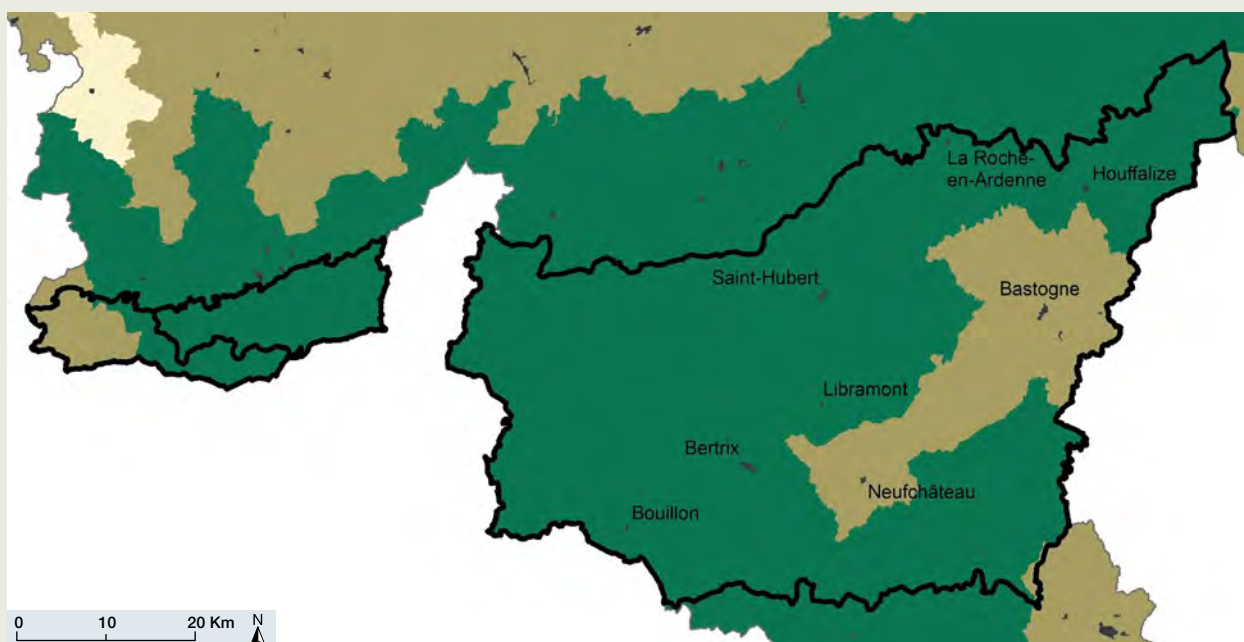 La Roche-
en-Ardenne
Houffalize
Saint-Hubert
Bastogne
Libramont
Bertrix
Neufchâteau
Bouillon
0 10 20 Km N